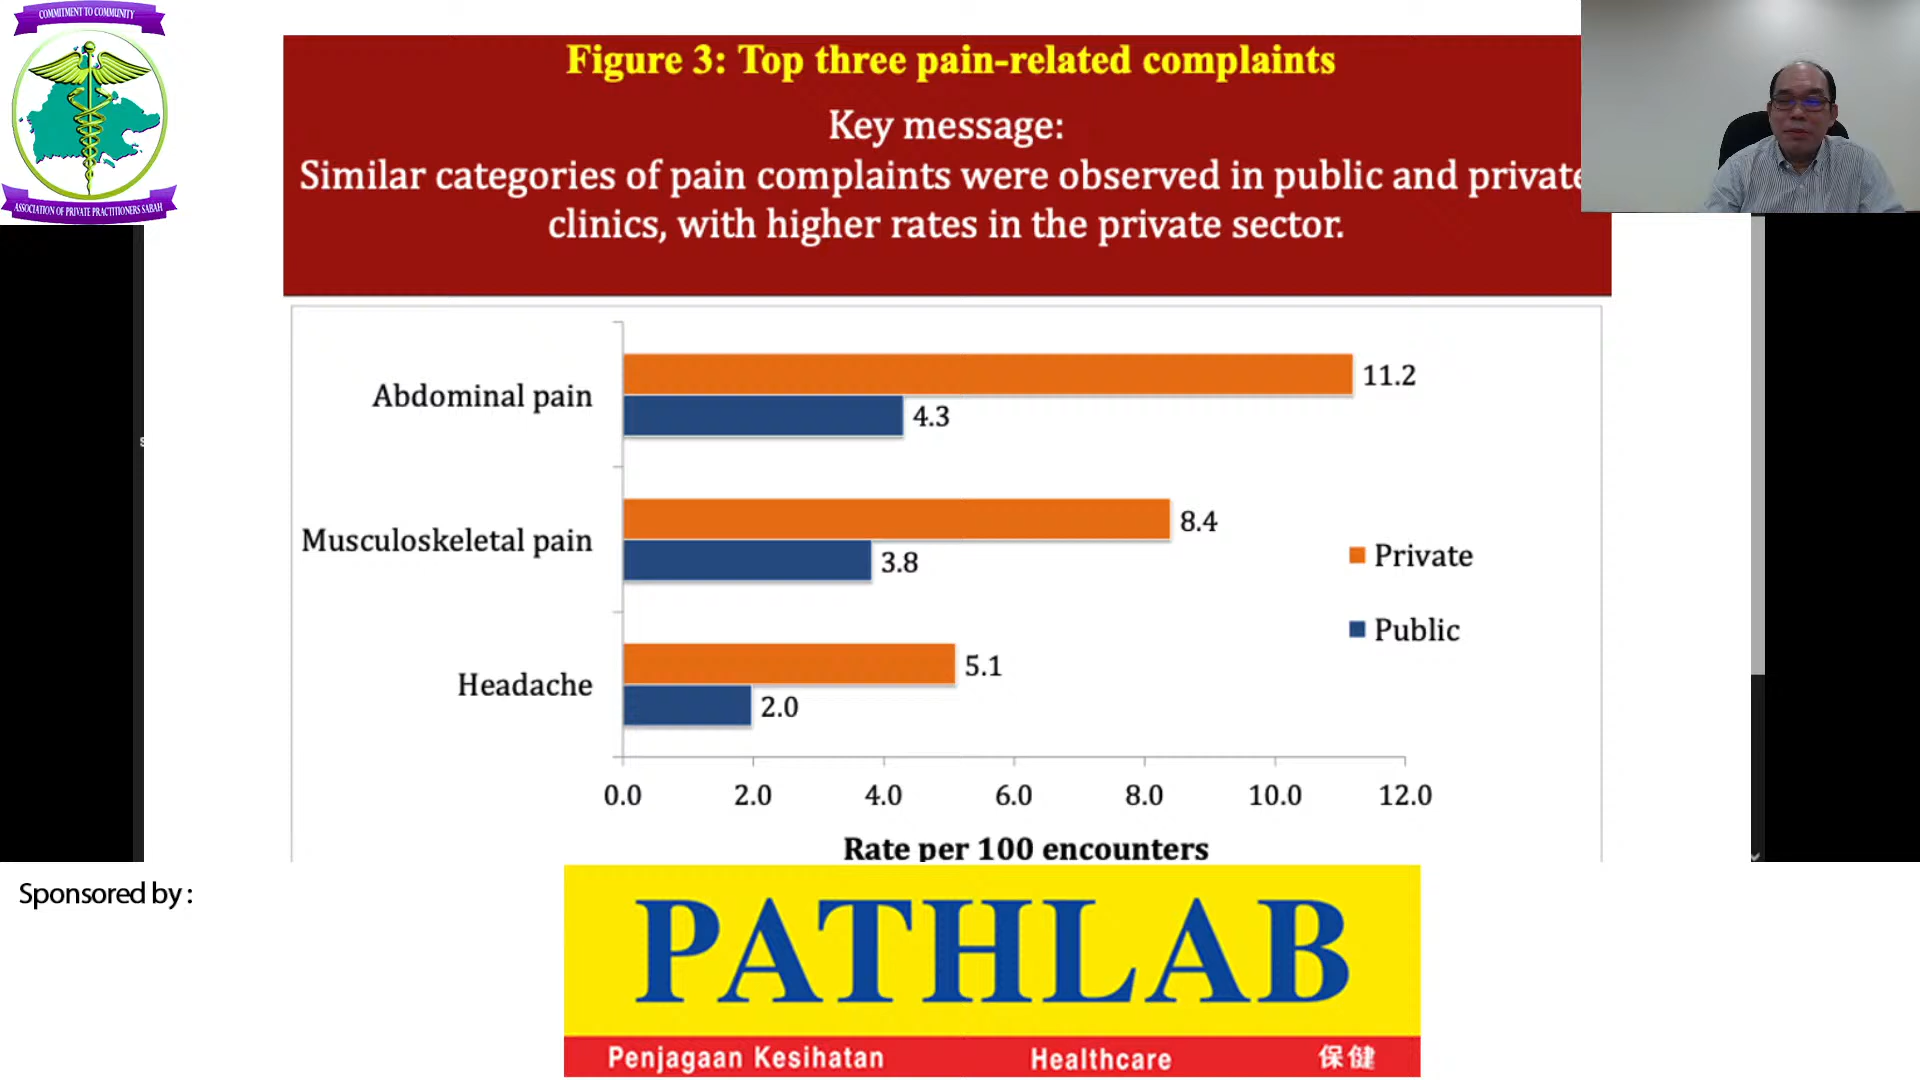 COMMITMENT TO COMMUNITY
ASSOCIATION OF PRIVATE PRACTITIONERS SABAH
Figure 3: Top three pain-related complaints
Key message:
Similar categories of pain complaints were observed in public and private
clinics, with higher rates in the private sector.
Abdominal pain
11.2
4.3
Musculoskeletal pain
8.4
3.8
Private
Public
Headache
5.1
2.0
0.0 2.0 4.0 6.0 8.0 10.0 12.0
Rate per 100 encounters
Sponsored by :
PATHLAB
Penjagaan Kesihatan Healthcare 保健